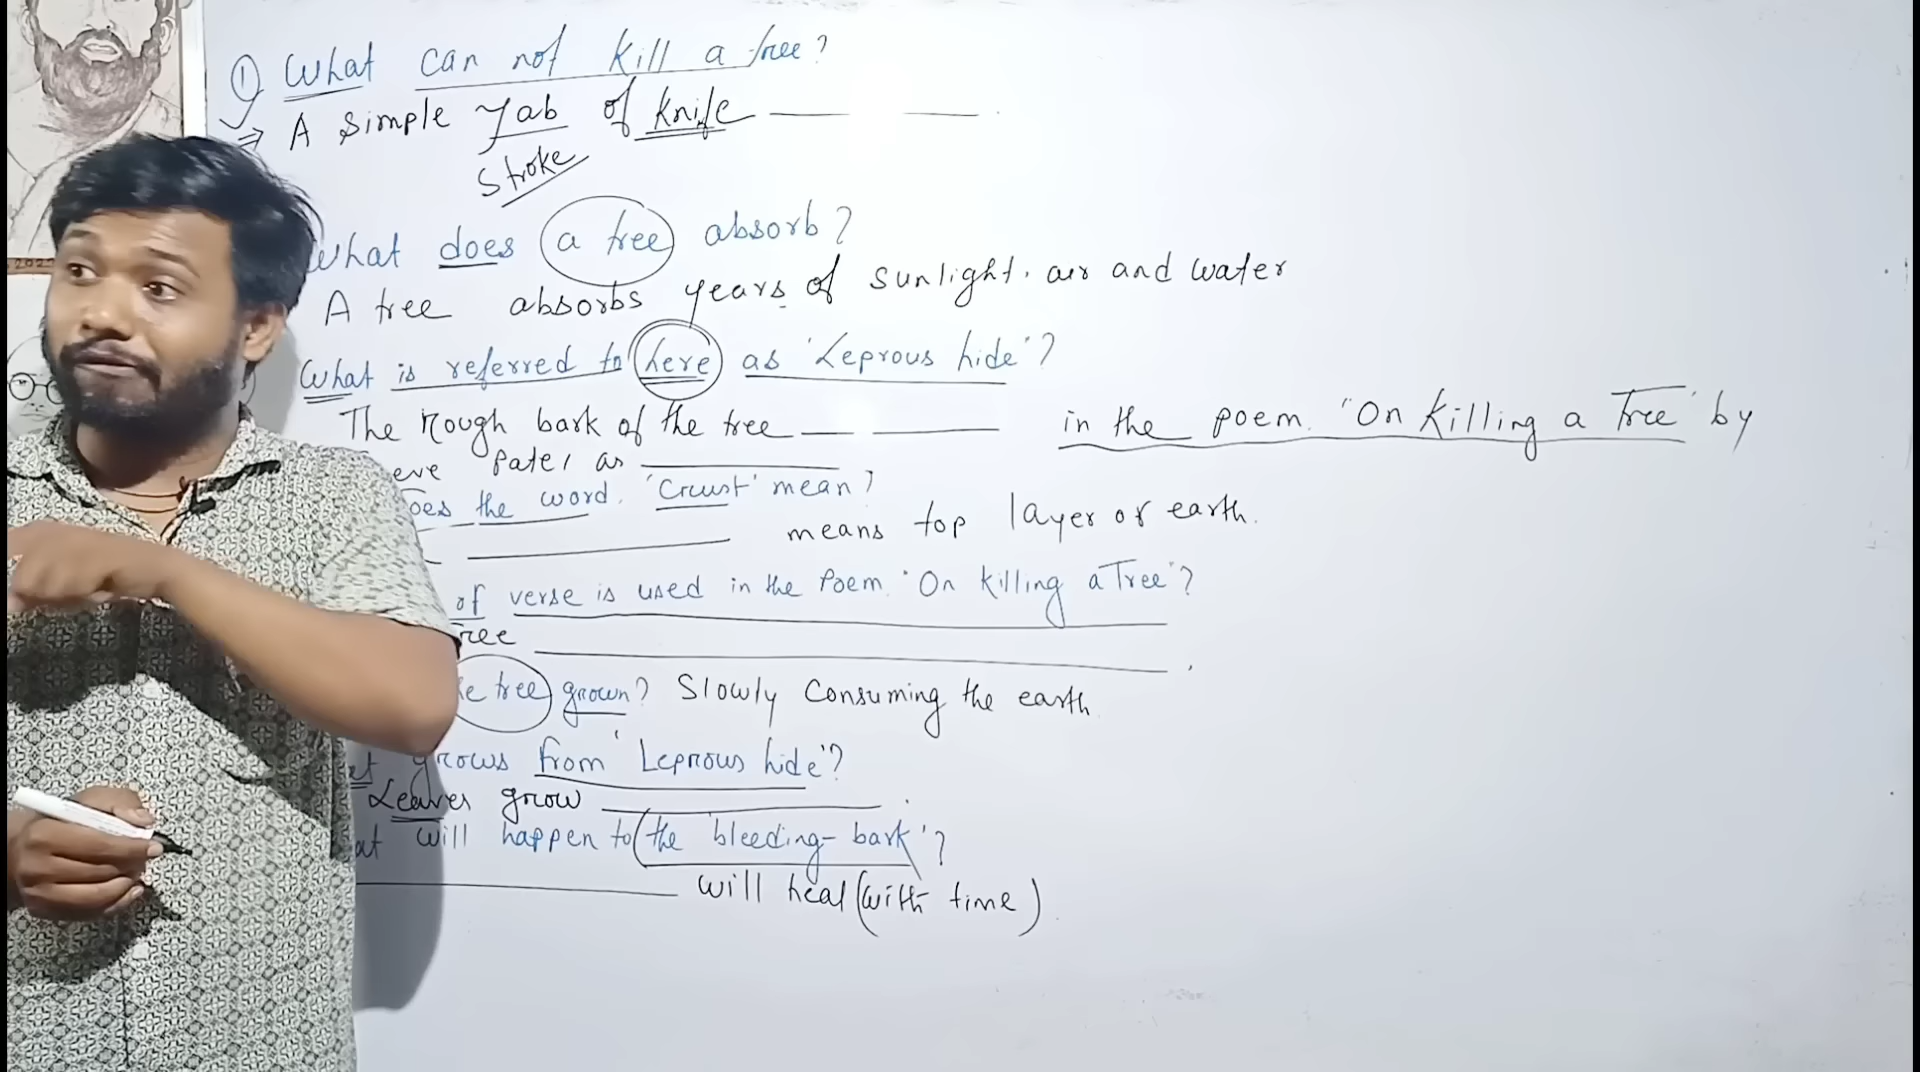 ① What can not kill a tree?
⇒ A simple Jab of knife
Stroke
What does a tree absorb?
A tree absorbs years of sunlight. air and water
What is referred to here as 'Leprous hide'?
The rough bark of the tree in the poem. 'On Killing a Tree' by
eve Patel as
oes the word. 'Crust' mean?
means top layer of earth.
of verse is used in the Poem. 'On killing a Tree'?
ree
e tree grown? Slowly Consuming the earth
grows from 'Leprous hide'?
Leaves grow
at will happen to the 'bleeding-bark'?
will heal (with time)